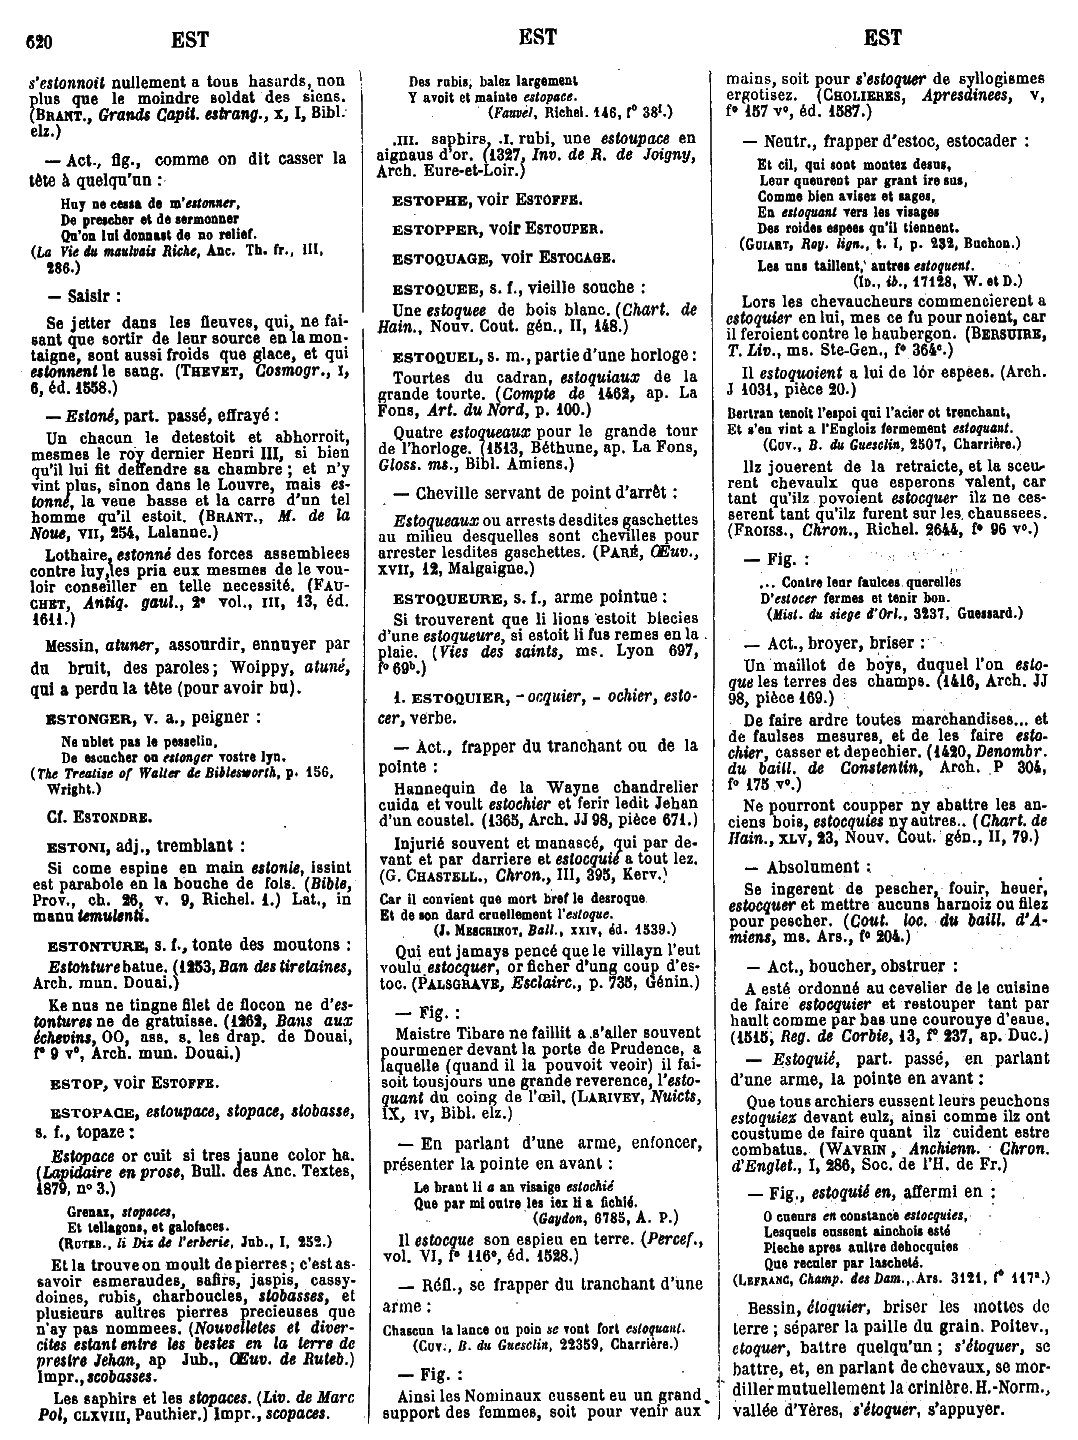 620 EST EST EST
s'estonnoit nullement a tous hasards, non
plus que le moindre soldat des siens.
(BRANT., Grands Capit. estrang., X, I, Bibl.
elz.)
— Act., fig., comme on dit casser la
tête à quelqu'un :
Huy ne cessa de m'estonner,
De prescher et de sermonner
Qu'on lui donnast de no relief.
(La Vie du maulvais Riche, Anc. Th. fr., III,
286.)
— Saisir :
Se jetter dans les fleuves, qui, ne fai-
sant que sortir de leur source en la mon-
taigne, sont aussi froids que glace, et qui
estonnent le sang. (THEVET, Cosmogr., I,
6, éd. 1558.)
— Estoné, part. passé, effrayé :
Un chacun le detestoit et abhorroit,
mesmes le roy dernier Henri III, si bien
qu'il lui fit deffendre sa chambre ; et n'y
vint plus, sinon dans le Louvre, mais es-
tonné, la veue basse et la carre d'un tel
homme qu'il estoit. (BRANT., M. de la
Noue, VII, 254, Lalanne.)
Lothaire, estonné des forces assemblees
contre luy, les pria eux mesmes de le vou-
loir conseiller en telle necessité. (FAU-
CHET, Antiq. gaul., 2e vol., III, 13, éd.
1611.)
Messin, atuner, assourdir, ennuyer par
du bruit, des paroles ; Woippy, atuné,
qui a perdu la tête (pour avoir bu).
ESTONGER, v. a., peigner :
Ne ublet pas le pesselin,
De escucher ou estonger vostre lyn.
(The Treatise of Walter de Biblesworth, p. 156,
Wright.)
Cf. ESTONDRE.
ESTONI, adj., tremblant :
Si come espine en main estonie, issint
est parabole en la bouche de fols. (Bible,
Prov., ch. 26, v. 9, Richel. 1.) Lat., in
manu temulenti.
ESTONTURE, s. f., tonte des moutons :
Estonture batue. (1253, Ban des tiretaines,
Arch. mun. Douai.)
Ke nus ne tingne filet de flocon ne d'es-
tontures ne de gratuisse. (1262, Bans aux
échevins, OO, ass. s. les drap. de Douai,
f° 9 v°, Arch. mun. Douai.)
ESTOP, voir ESTOFFE.
ESTOPACE, estoupace, stopace, stobasse,
s. f., topaze :
Estopace or cuit si tres jaune color ha.
(Lapidaire en prose, Bull. des Anc. Textes,
1879, n° 3.)
Grenaz, stopaces,
Et tellagons, et galofaces.
(RUTEB., li Diz de l'erberie, Jub., I, 252.)
Et la trouve on moult de pierres ; c'est as-
savoir esmeraudes, safirs, jaspis, cassy-
doines, rubis, charboucles, stobasses, et
plusieurs aultres pierres precieuses que
n'ay pas nommees. (Nouvelletes et diver-
cites estant entre les bestes en la terre de
prestre Jehan, ap Jub., Œuv. de Ruteb.)
Impr., scobasses.
Les saphirs et les stopaces. (Liv. de Marc
Pol, CLXVIII, Pauthier.) Impr., scopaces.
Des rubis, balez largement
Y avoit et mainte estopace.
(Fauvel, Richel. 146, f° 38f.)
.III. saphirs, .I. rubi, une estoupace en
aignaus d'or. (1327, Inv. de R. de Joigny,
Arch. Eure-et-Loir.)
ESTOPHE, voir ESTOFFE.
ESTOPPER, voir ESTOUPER.
ESTOQUAGE, voir ESTOCAGE.
ESTOQUEE, s. f., vieille souche :
Une estoquee de bois blanc. (Chart. de
Hain., Nouv. Cout. gén., II, 148.)
ESTOQUEL, s. m., partie d'une horloge :
Tourtes du cadran, estoquiaux de la
grande tourte. (Compte de 1462, ap. La
Fons, Art. du Nord, p. 100.)
Quatre estoqueaux pour le grande tour
de l'horloge. (1513, Béthune, ap. La Fons,
Gloss. ms., Bibl. Amiens.)
— Cheville servant de point d'arrêt :
Estoqueaux ou arrests desdites gaschettes
au milieu desquelles sont chevilles pour
arrester lesdites gaschettes. (PARÉ, Œuv.,
XVII, 12, Malgaigne.)
ESTOQUEURE, s. f., arme pointue :
Si trouverent que li lions estoit blecies
d'une estoqueure, si estoit li fus remes en la
plaie. (Vies des saints, ms. Lyon 697,
f° 69b.)
1. ESTOQUIER, - ocquier, - ochier, esto-
cer, verbe.
— Act., frapper du tranchant ou de la
pointe :
Hannequin de la Wayne chandrelier
cuida et voult estochier et ferir ledit Jehan
d'un coustel. (1365, Arch. JJ 98, pièce 671.)
Injurié souvent et manascé, qui par de-
vant et par darriere et estocquié a tout lez.
(G. CHASTELL., Chron., III, 395, Kerv.)
Car il convient que mort bref le desroque
Et de son dard cruellement l'estoque.
(J. MESCHINOT, Ball., XXIV, éd. 1539.)
Qui eut jamays pencé que le villayn l'eut
voulu estocquer, or ficher d'ung coup d'es-
toc. (PALSGRAVE, Esclairc., p. 735, Génin.)
— Fig. :
Maistre Tibare ne faillit a s'aller souvent
pourmener devant la porte de Prudence, a
laquelle (quand il la pouvoit veoir) il fai-
soit tousjours une grande reverence, l'esto-
quant du coing de l'œil. (LARIVEY, Nuicts,
IX, IV, Bibl. elz.)
— En parlant d'une arme, enfoncer,
présenter la pointe en avant :
Le brant li a an visaige estochié
Que par mi outre les iex li a fichié.
(Gaydon, 6785, A. P.)
Il estocque son espieu en terre. (Percef.,
vol. VI, f° 116e, éd. 1528.)
— Réfl., se frapper du tranchant d'une
arme :
Chascun la lance ou poin se vont fort estoquant.
(CUV., B. du Guesclin, 22359, Charrière.)
— Fig. :
Ainsi les Nominaux eussent eu un grand
support des femmes, soit pour venir aux
mains, soit pour s'estoquer de syllogismes
ergotisez. (CHOLIERES, Apresdinees, V,
f° 157 v°, éd. 1587.)
— Neutr., frapper d'estoc, estocader :
Et cil, qui sont montez desus,
Leur queurent par grant ire sus,
Comme bien avisez et sages,
En estoquant vers les visages
Des roides espees qu'il tiennent.
(GUIART, Roy. lign., t. I, p. 232, Buchon.)
Les uns taillent, autres estoquent.
(ID., ib., 17128, W. et D.)
Lors les chevaucheurs commencierent a
estoquier en lui, mes ce fu pour noient, car
il feroient contre le haubergon. (BERSUIRE,
T. Liv., ms. Ste-Gen., f° 364c.)
Il estoquoient a lui de lor espees. (Arch.
J 1031, pièce 20.)
Bertran tenoit l'espoi qui l'acier ot trenchant,
Et s'en vint a l'Englois fermement estoquant.
(CUV., B. du Guesclin, 2507, Charrière.)
Ilz jouerent de la retraicte, et la sceu-
rent chevaulx que esperons valent, car
tant qu'ilz povoient estocquer ilz ne ces-
serent tant qu'ilz furent sur les chaussees.
(FROISS., Chron., Richel. 2644, f° 96 v°.)
— Fig. :
... Contre leur faulces querelles
D'estocer fermes et tenir bon.
(Mist. du siege d'Orl., 3237, Guessard.)
— Act., broyer, briser :
Un maillot de boys, duquel l'on esto-
que les terres des champs. (1416, Arch. JJ
98, pièce 169.)
De faire ardre toutes marchandises... et
de faulses mesures, et de les faire esto-
chier, casser et depechier. (1420, Denombr.
du baill. de Constentin, Arch. P 304,
f° 175 v°.)
Ne pourront coupper ny abattre les an-
ciens bois, estocquies ny autres.. (Chart. de
Hain., XLV, 23, Nouv. Cout. gén., II, 79.)
— Absolument :
Se ingerent de pescher, fouir, heuer,
estocquer et mettre aucuns harnoiz ou filez
pour pescher. (Cout. loc. du baill. d'A-
miens, ms. Ars., f° 204.)
— Act., boucher, obstruer :
A esté ordonné au cevelier de le cuisine
de faire estocquier et restouper tant par
hault comme par bas une courouye d'eaue.
(1515, Reg. de Corbie, 13, f° 237, ap. Duc.)
— Estoquié, part. passé, en parlant
d'une arme, la pointe en avant :
Que tous archiers eussent leurs peuchons
estoquiez devant eulz, ainsi comme ilz ont
coustume de faire quant ilz cuident estre
combatus. (WAVRIN, Anchienn. Chron.
d'Englet., I, 286, Soc. de l'H. de Fr.)
— Fig., estoquié en, affermi en :
O cueurs en constance estocquies,
Lesquels eussent ainchois esté
Pieche apres aultre debocquies
Que reculer par lascheté.
(LEFRANC, Champ. des Dam., Ars. 3121, f° 117a.)
Bessin, étoquier, briser les mottes de
terre ; séparer la paille du grain. Poitev.,
etoquer, battre quelqu'un ; s'étoquer, se
battre, et, en parlant de chevaux, se mor-
diller mutuellement la crinière. H.-Norm.,
vallée d'Yères, s'étoquer, s'appuyer.